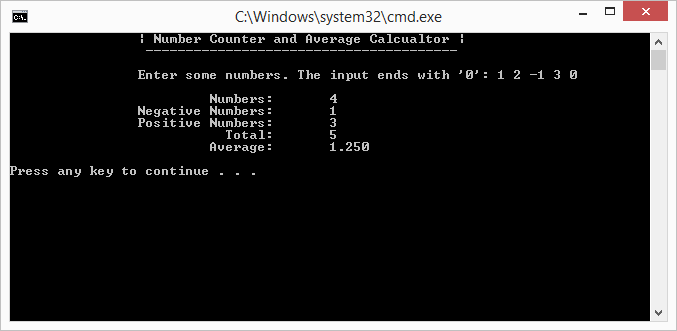 C:\Windows\system32\cmd.exe
¦ Number Counter and Average Calcualtor ¦
---------------------------------------
Enter some numbers. The input ends with '0': 1 2 -1 3 0
Numbers: 4
Negative Numbers: 1
Positive Numbers: 3
Total: 5
Average: 1.250
Press any key to continue . . .